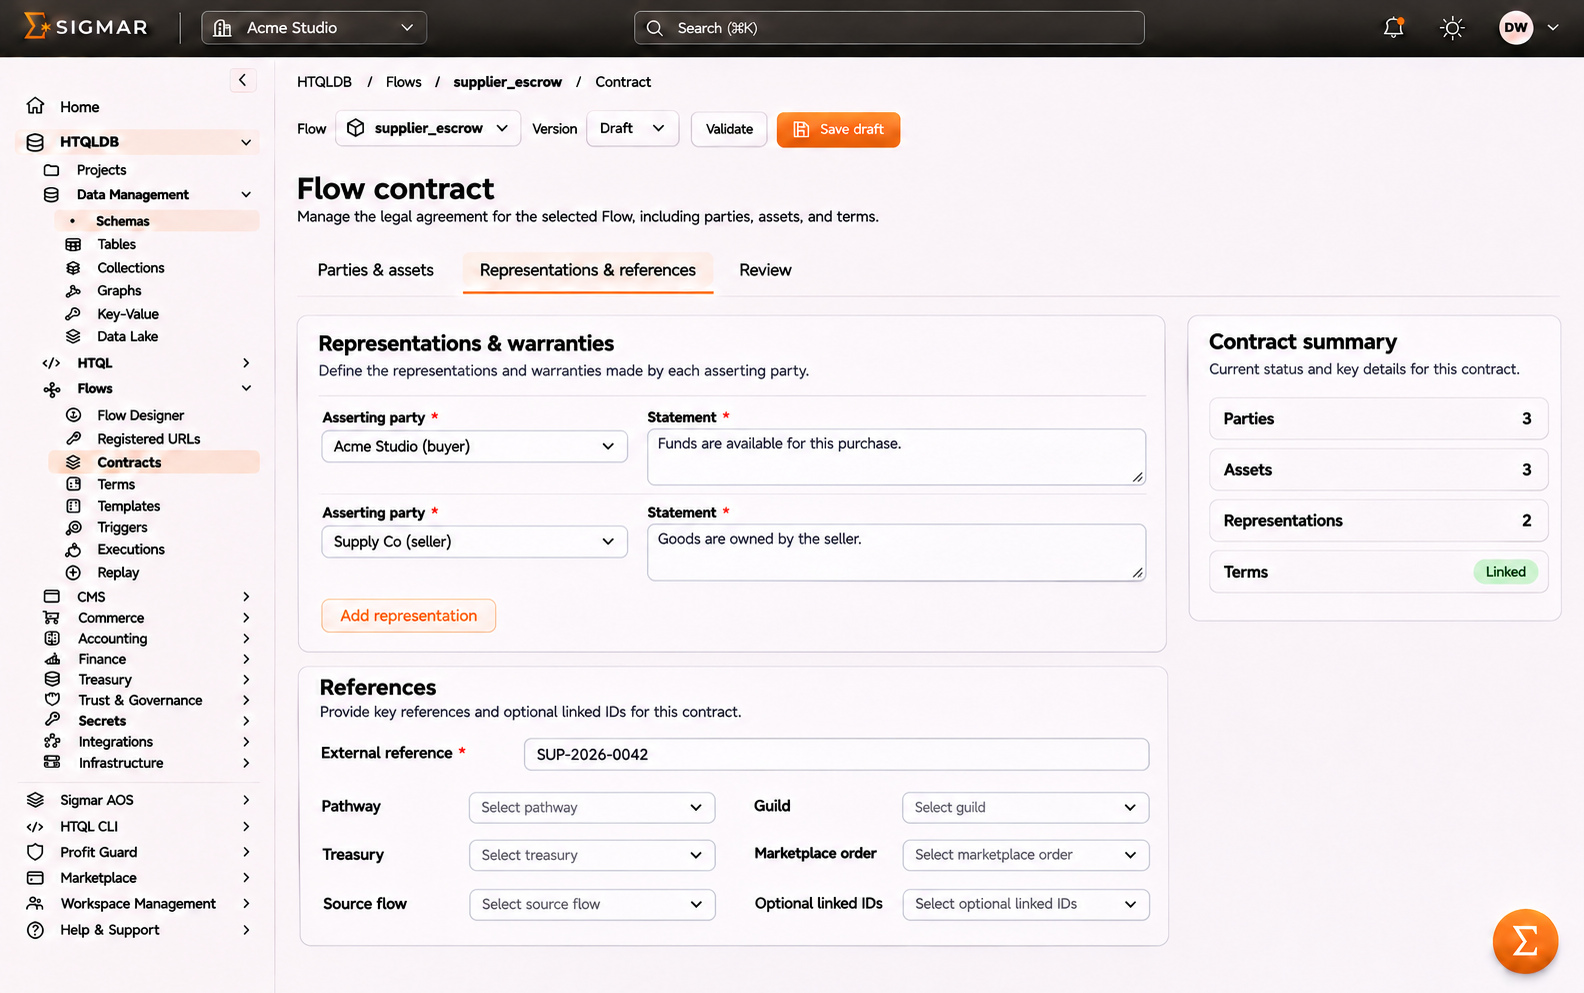 SIGMAR
Acme Studio
Search (⌘K)
DW
Home
HTQLDB
Projects
Data Management
Schemas
Tables
Collections
Graphs
Key-Value
Data Lake
HTQL
Flows
Flow Designer
Registered URLs
Contracts
Terms
Templates
Triggers
Executions
Replay
CMS
Commerce
Accounting
Finance
Treasury
Trust & Governance
Secrets
Integrations
Infrastructure
Sigmar AOS
HTQL CLI
Profit Guard
Marketplace
Workspace Management
Help & Support
HTQLDB / Flows / supplier_escrow / Contract
Flow supplier_escrow Version Draft Validate Save draft
Flow contract
Manage the legal agreement for the selected Flow, including parties, assets, and terms.
Parties & assets Representations & references Review
Representations & warranties
Define the representations and warranties made by each asserting party.
Asserting party * Statement *
Acme Studio (buyer) Funds are available for this purchase.
Asserting party * Statement *
Supply Co (seller) Goods are owned by the seller.
Add representation
References
Provide key references and optional linked IDs for this contract.
External reference * SUP-2026-0042
Pathway Select pathway Guild Select guild
Treasury Select treasury Marketplace order Select marketplace order
Source flow Select source flow Optional linked IDs Select optional linked IDs
Contract summary
Current status and key details for this contract.
Parties 3
Assets 3
Representations 2
Terms Linked
Σ